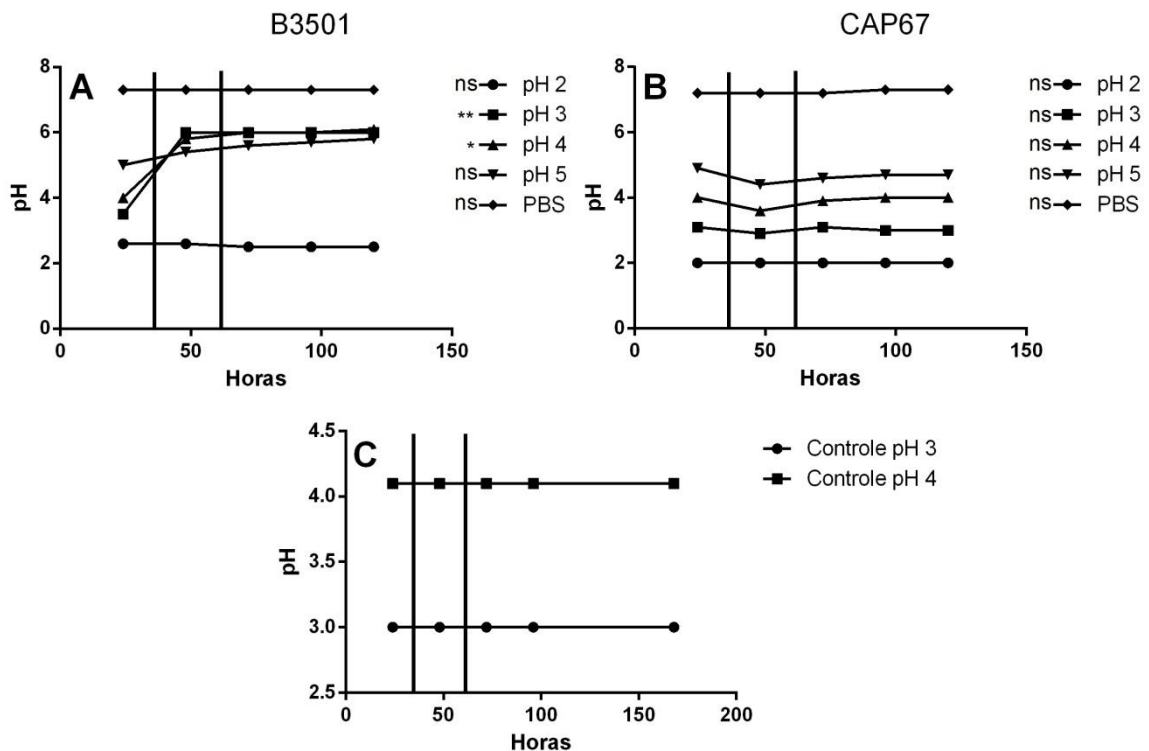 B3501
CAP67
A
8
6
4
2
0
pH
0
50
100
150
Horas
ns pH 2
** pH 3
* pH 4
ns pH 5
ns PBS
B
8
6
4
2
0
pH
0
50
100
150
Horas
ns pH 2
ns pH 3
ns pH 4
ns pH 5
ns PBS
C
4.5
4.0
3.5
3.0
2.5
pH
0
50
100
150
200
Horas
Controle pH 3
Controle pH 4